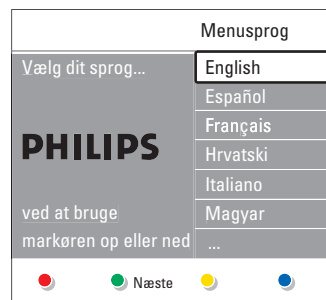 Menusprog
Vælg dit sprog...
English
Español
Français
PHILIPS
Hrvatski
Italiano
ved at bruge
Magyar
markøren op eller ned
...
Næste